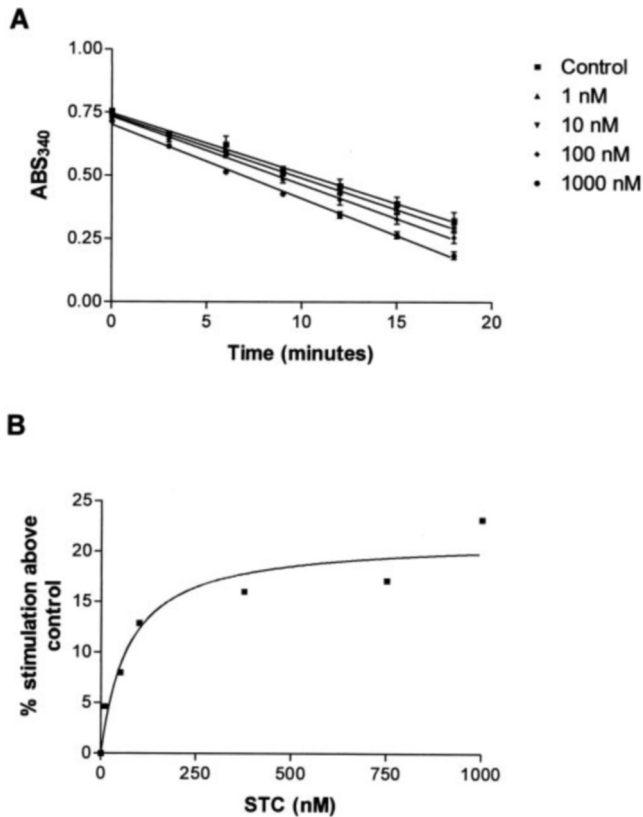 A
1.00
0.75
0.50
0.25
0.00
ABS340
0 5 10 15 20
Time (minutes)
Control
1 nM
10 nM
100 nM
1000 nM
B
25
20
15
10
5
0
% stimulation above
control
0 250 500 750 1000
STC (nM)